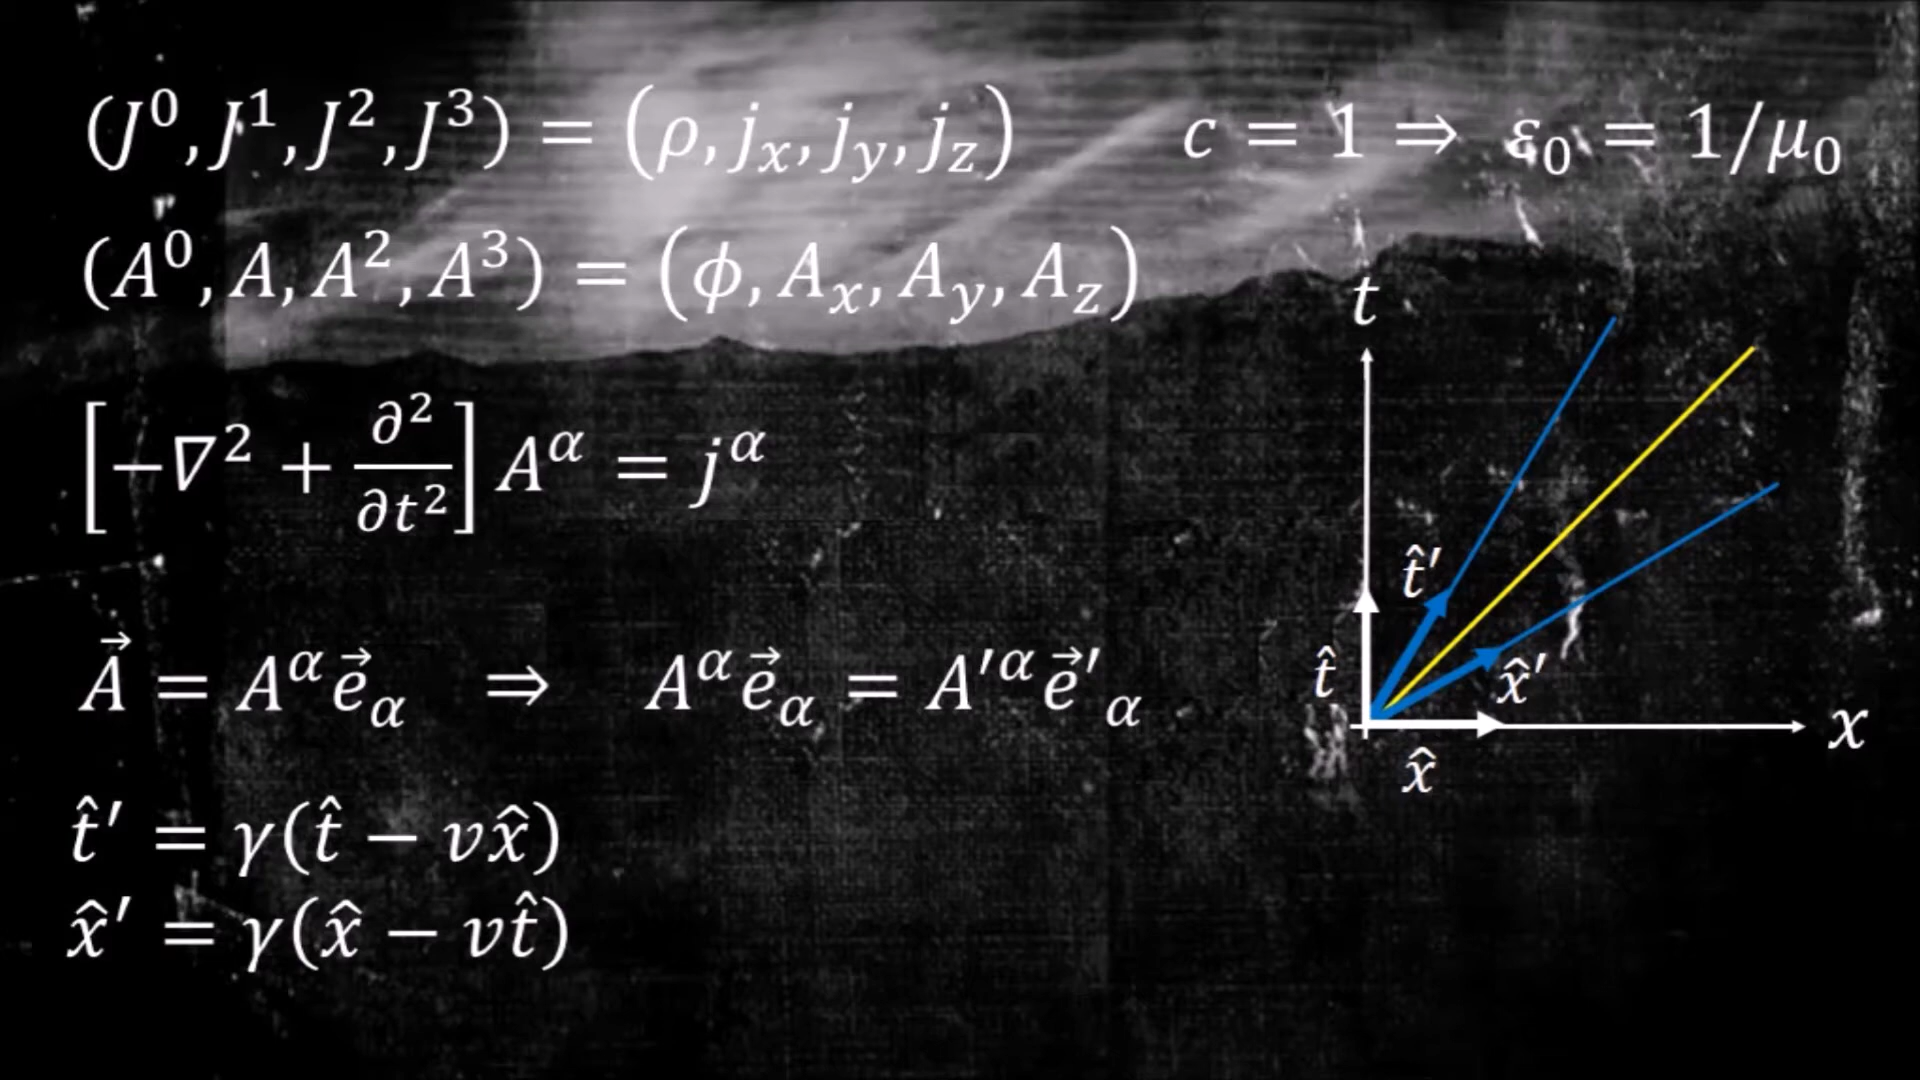 (J⁰, J¹, J², J³) = (ρ, jₓ, j_y, j_z)
c = 1 ⇒ ε₀ = 1/μ₀
(A⁰, A, A², A³) = (ϕ, Aₓ, A_y, A_z)
[−∇² + ∂²/∂t²] A^α = j^α
A⃗ = A^α e⃗_α ⇒ A^α e⃗_α = A′^α e⃗′_α
t̂′ = γ(t̂ − vx̂)
x̂′ = γ(x̂ − vt̂)
t
t̂′
t̂
x̂′
x
x̂